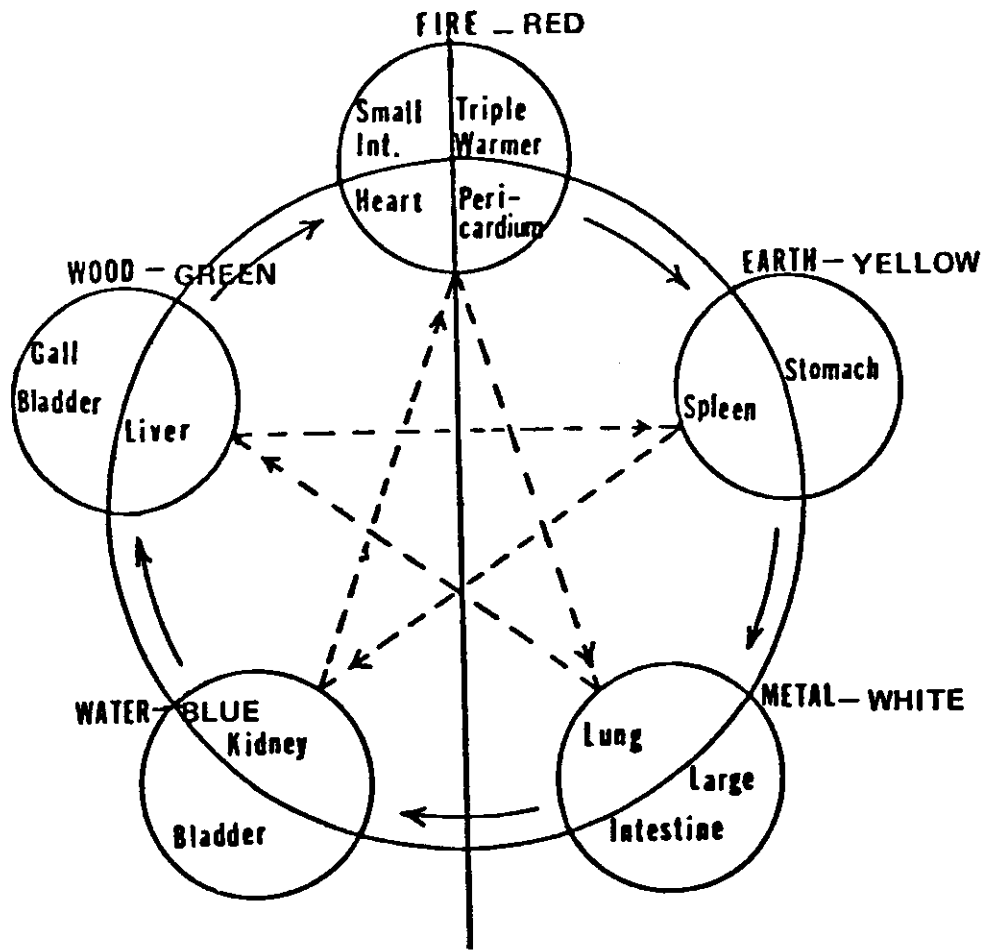 FIRE – RED
Small
Int.
Triple
Warmer
Heart
Peri-
cardium
WOOD – GREEN
Gall
Bladder
Liver
EARTH – YELLOW
Stomach
Spleen
WATER – BLUE
Kidney
Bladder
METAL – WHITE
Lung
Large
Intestine